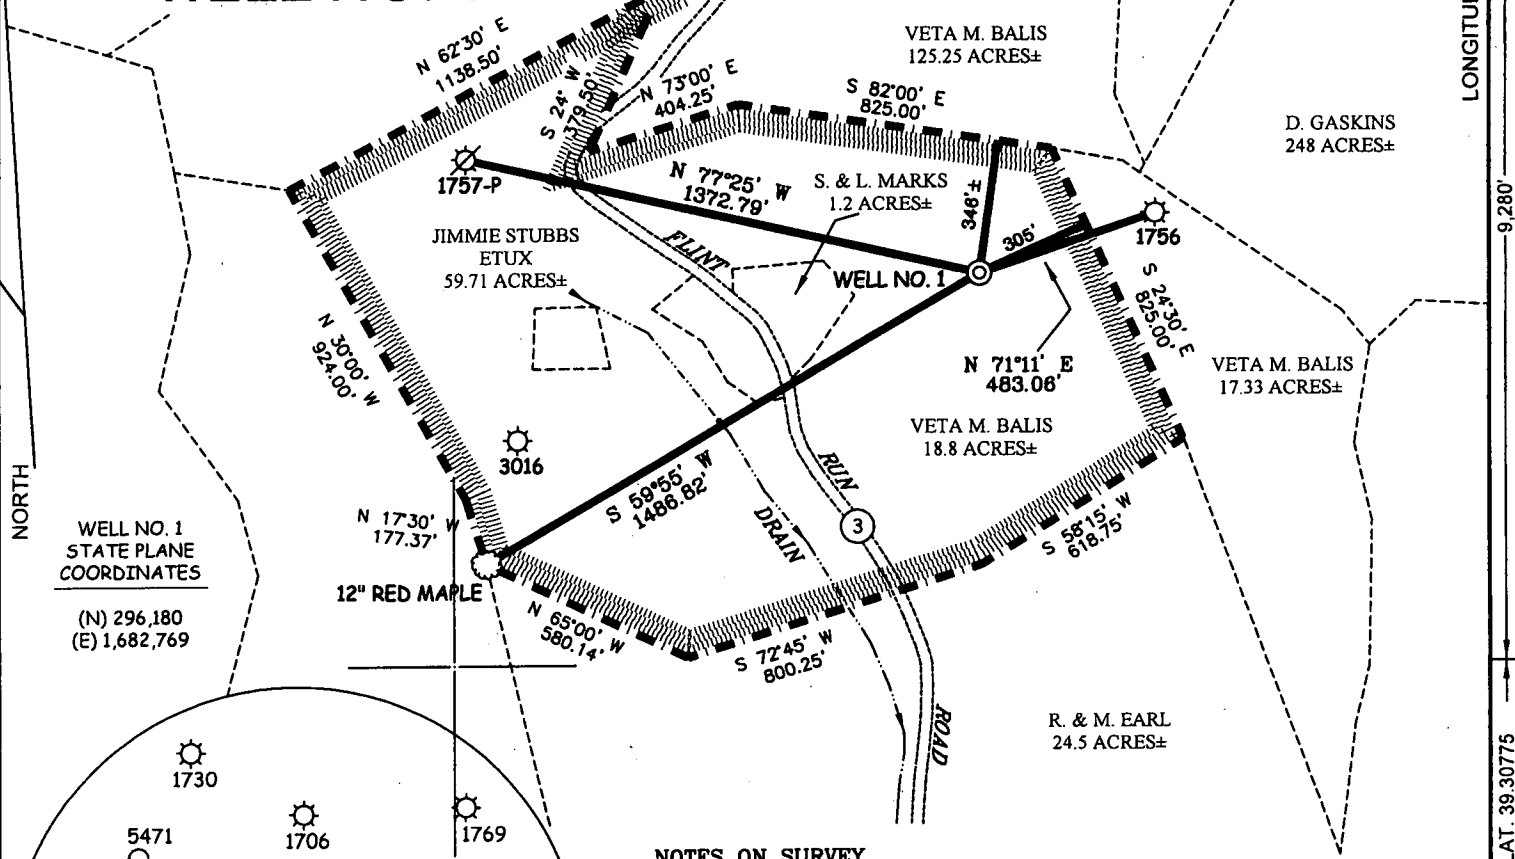 N 62°30' E
1138.50'
S 24° W
379.50'
N 73°00' E
404.25'
S 82°00' E
825.00'
VETA M. BALIS
125.25 ACRES±
LONGITU
D. GASKINS
248 ACRES±
1757-P
N 77°25' W
1372.79'
S. & L. MARKS
1.2 ACRES±
346'±
305'
1756
9,280'
JIMMIE STUBBS
ETUX
59.71 ACRES±
FLINT
WELL NO. 1
S 24°30' E
825.00'
N 30°00' W
924.00'
N 71°11' E
483.06'
VETA M. BALIS
17.33 ACRES±
VETA M. BALIS
18.8 ACRES±
3016
S 59°55' W
1486.82'
RUN
NORTH
N 17°30' W
177.37'
DRAIN
3
S 58°15' W
618.75'
WELL NO. 1
STATE PLANE
COORDINATES
(N) 296,180
(E) 1,682,769
12" RED MAPLE
N 65°00' W
580.14'
S 72°45' W
800.25'
ROAD
R. & M. EARL
24.5 ACRES±
LAT. 39.30775
1730
1706
1769
5471
NOTES ON SURVEY